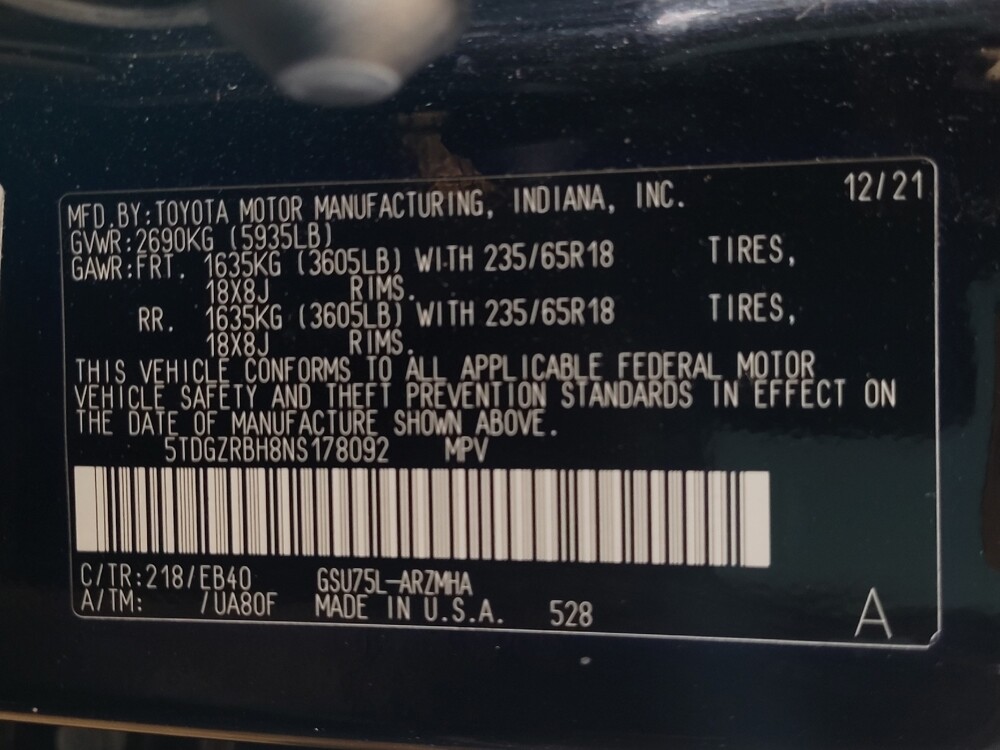 12/21
MFD.BY:TOYOTA MOTOR MANUFACTURING, INDIANA, INC.
GVWR:2690KG (5935LB)
GAWR:FRT. 1635KG (3605LB) WITH 235/65R18 TIRES,
18X8J RIMS.
RR. 1635KG (3605LB) WITH 235/65R18 TIRES,
18X8J RIMS.
THIS VEHICLE CONFORMS TO ALL APPLICABLE FEDERAL MOTOR
VEHICLE SAFETY AND THEFT PREVENTION STANDARDS IN EFFECT ON
THE DATE OF MANUFACTURE SHOWN ABOVE.
5TDGZRBH8NS178092 MPV
C/TR:218/EB40 GSU75L-ARZMHA
A/TM: /UA80F MADE IN U.S.A. 528
A